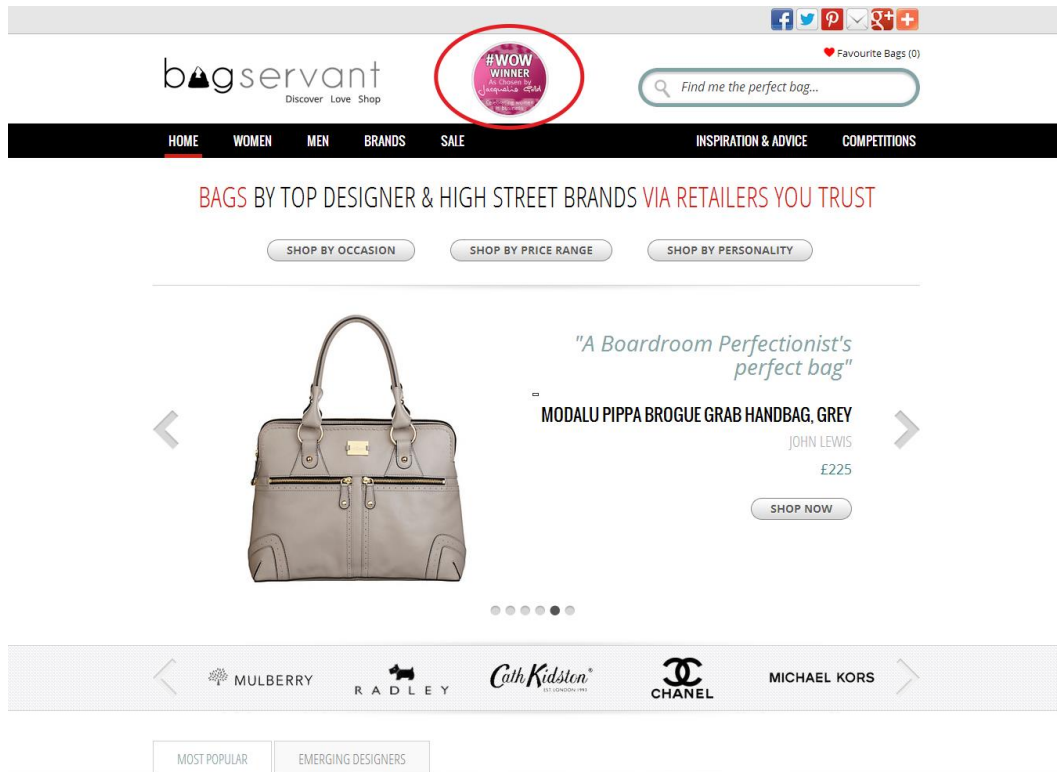 Favourite Bags (0)
bagservant
Discover Love Shop
#WOW
WINNER
As Chosen by
Jacqueline Gold
Find me the perfect bag...
HOME WOMEN MEN BRANDS SALE INSPIRATION & ADVICE COMPETITIONS
BAGS BY TOP DESIGNER & HIGH STREET BRANDS VIA RETAILERS YOU TRUST
SHOP BY OCCASION SHOP BY PRICE RANGE SHOP BY PERSONALITY
"A Boardroom Perfectionist's
perfect bag"
MODALU PIPPA BROGUE GRAB HANDBAG, GREY
JOHN LEWIS
£225
SHOP NOW
MULBERRY RADLEY Cath Kidston® CHANEL MICHAEL KORS
MOST POPULAR EMERGING DESIGNERS